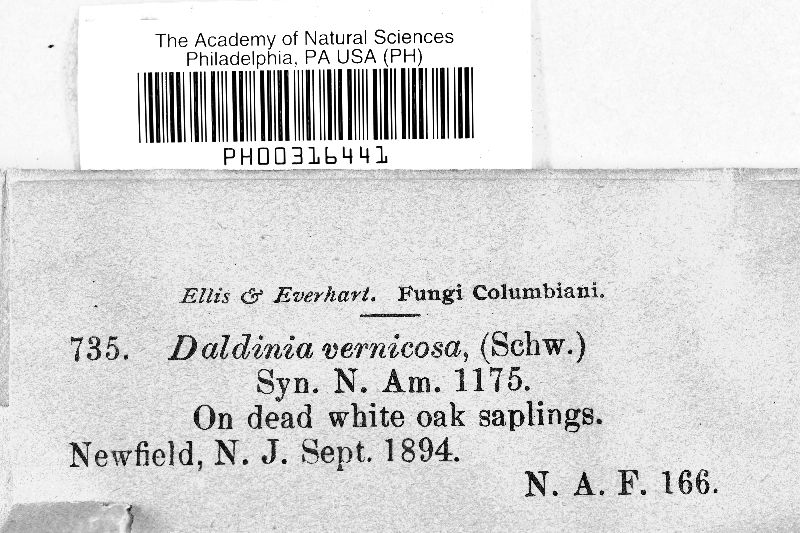 The Academy of Natural Sciences
Philadelphia, PA USA (PH)
PH00316441
Ellis & Everhart. Fungi Columbiani.
735. Daldinia vernicosa, (Schw.)
Syn. N. Am. 1175.
On dead white oak saplings.
Newfield, N. J. Sept. 1894.
N. A. F. 166.